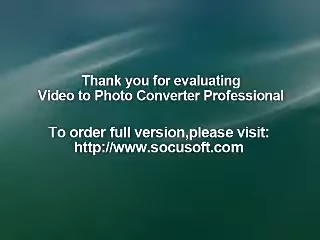 Thank you for evaluating
Video to Photo Converter Professional
To order full version,please visit:
http://www.socusoft.com